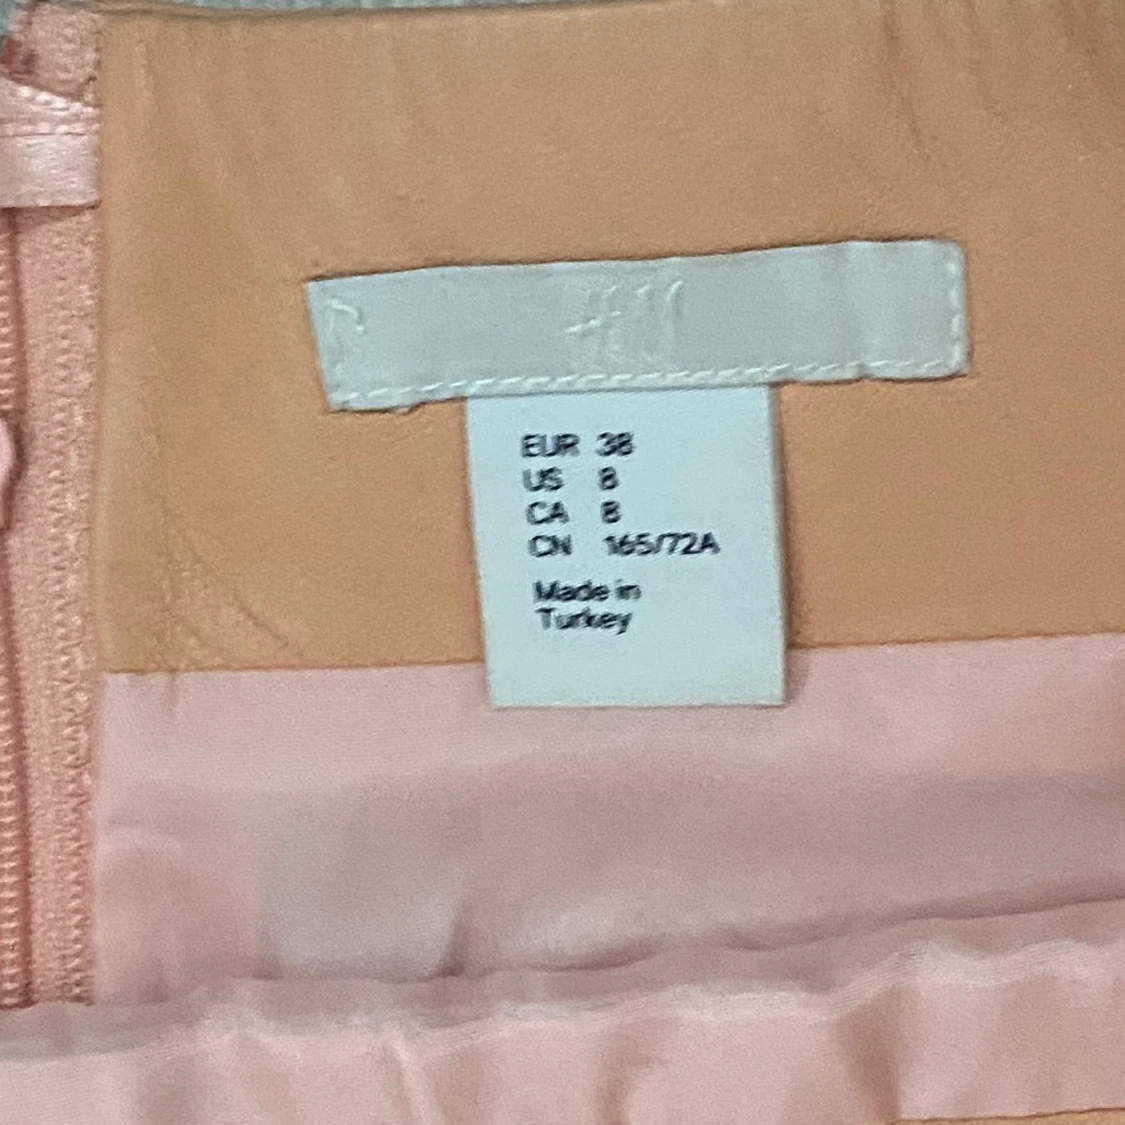 H&M
EUR 38
US 8
CA 8
CN 165/72A
Made in
Turkey